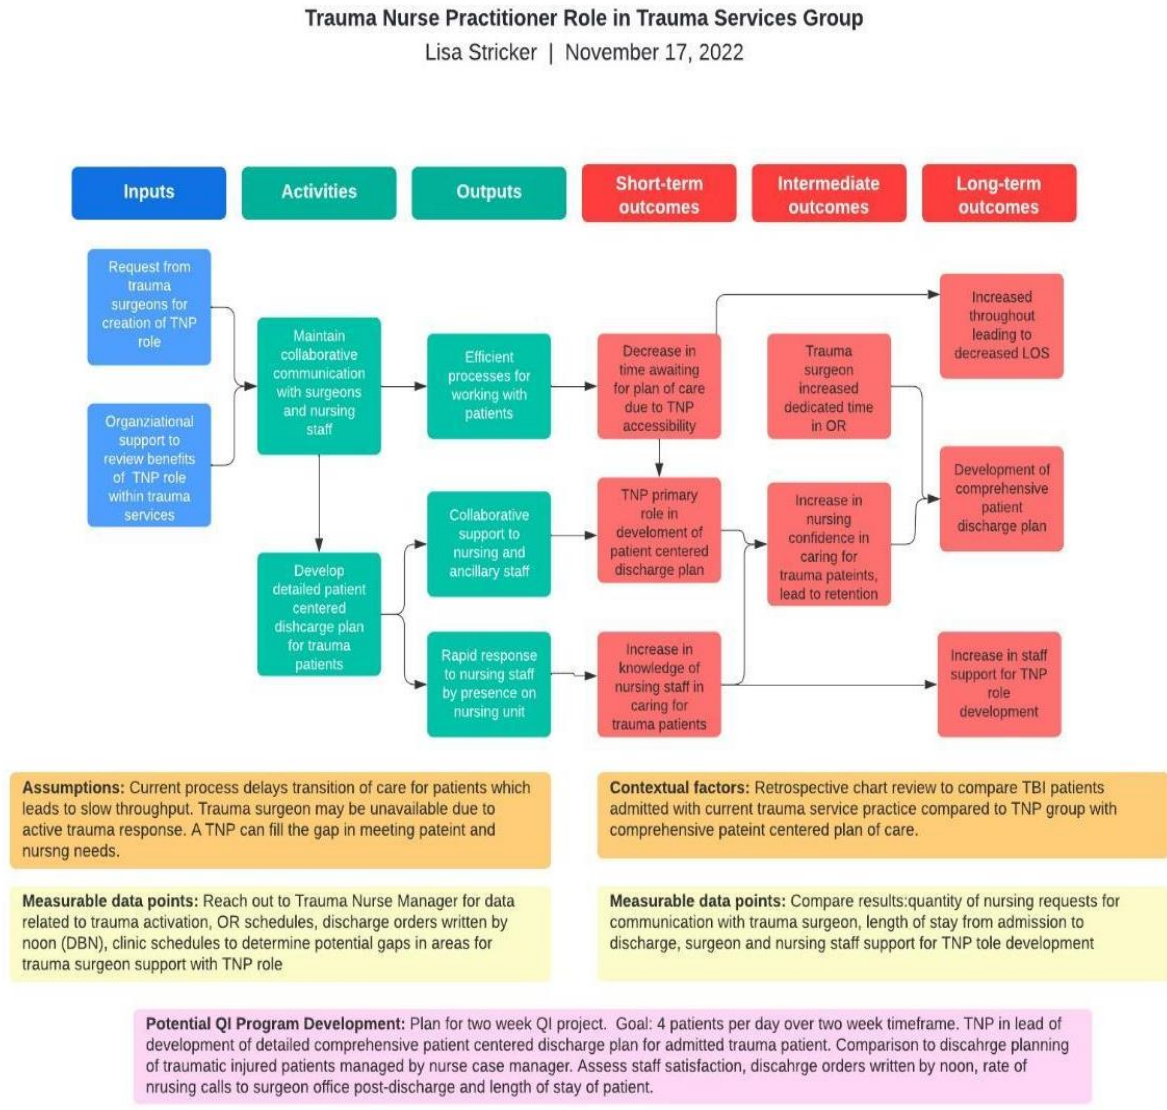 Trauma Nurse Practitioner Role in Trauma Services Group
Lisa Stricker | November 17, 2022
Inputs
Activities
Outputs
Short-term
outcomes
Intermediate
outcomes
Long-term
outcomes
Request from
trauma
surgeons for
creation of TNP
role
Organziational
support to
review benefits
of TNP role
within trauma
services
Maintain
collaborative
communication
with surgeons
and nursing
staff
Develop
detailed patient
centered
dishcarge plan
for trauma
patients
Efficient
processes for
working with
patients
Collaborative
support to
nursing and
ancillary staff
Rapid response
to nursing staff
by presence on
nursing unit
Decrease in
time awaiting
for plan of care
due to TNP
accessibility
TNP primary
role in
develoment of
patient centered
discharge plan
Increase in
knowledge of
nursing staff in
caring for
trauma patients
Trauma
surgeon
increased
dedicated time
in OR
Increase in
nursing
confidence in
caring for
trauma pateints,
lead to retention
Increased
throughout
leading to
decreased LOS
Development of
comprehensive
patient
discharge plan
Increase in staff
support for TNP
role
development
Assumptions: Current process delays transition of care for patients which
leads to slow throughput. Trauma surgeon may be unavailable due to
active trauma response. A TNP can fill the gap in meeting pateint and
nursng needs.
Contextual factors: Retrospective chart review to compare TBI patients
admitted with current trauma service practice compared to TNP group with
comprehensive pateint centered plan of care.
Measurable data points: Reach out to Trauma Nurse Manager for data
related to trauma activation, OR schedules, discharge orders written by
noon (DBN), clinic schedules to determine potential gaps in areas for
trauma surgeon support with TNP role
Measurable data points: Compare results:quantity of nursing requests for
communication with trauma surgeon, length of stay from admission to
discharge, surgeon and nursing staff support for TNP tole development
Potential QI Program Development: Plan for two week QI project. Goal: 4 patients per day over two week timeframe. TNP in lead of
development of detailed comprehensive patient centered discharge plan for admitted trauma patient. Comparison to discahrge planning
of traumatic injured patients managed by nurse case manager. Assess staff satisfaction, discahrge orders written by noon, rate of
nrusing calls to surgeon office post-discharge and length of stay of patient.